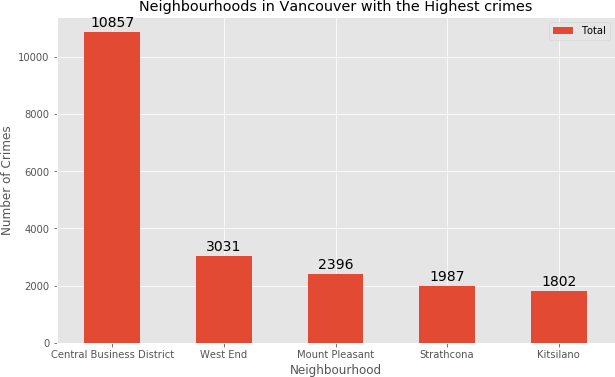 Neighbourhoods in Vancouver with the Highest crimes
Total
10857
3031
2396
1987
1802
Number of Crimes
10000
8000
6000
4000
2000
0
Central Business District West End Mount Pleasant Strathcona Kitsilano
Neighbourhood